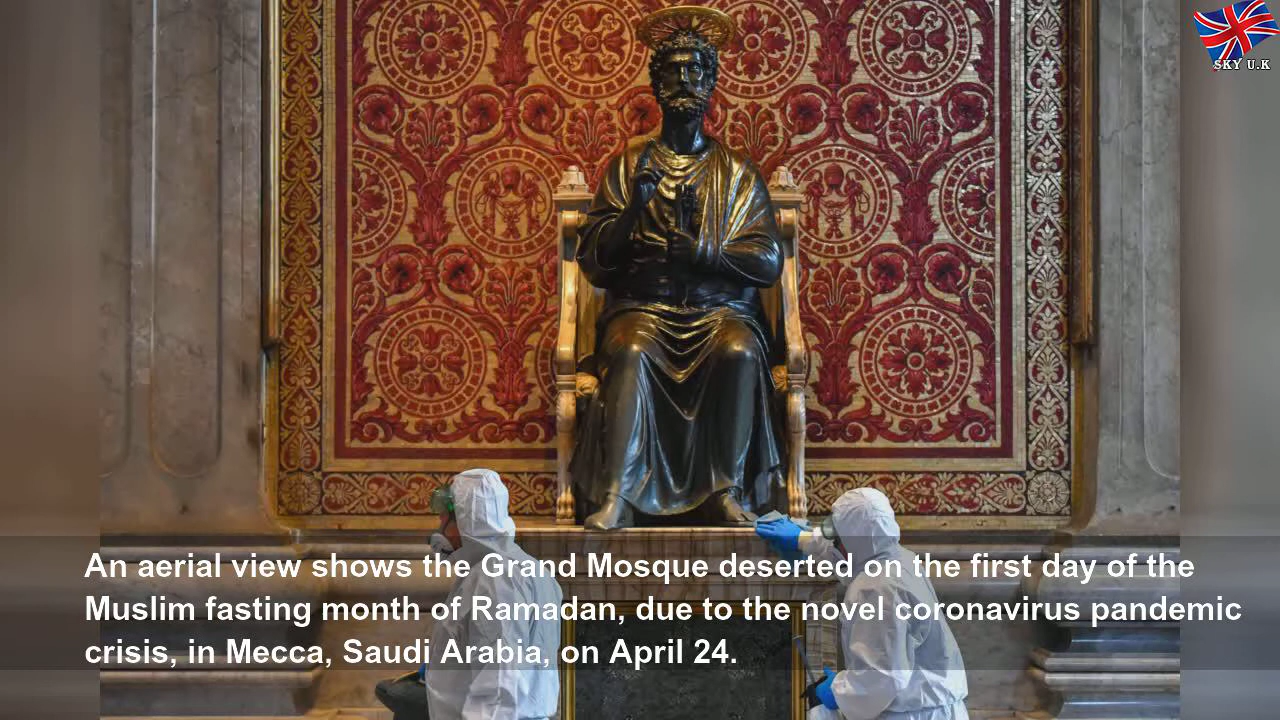 SKY U.K
An aerial view shows the Grand Mosque deserted on the first day of the
Muslim fasting month of Ramadan, due to the novel coronavirus pandemic
crisis, in Mecca, Saudi Arabia, on April 24.